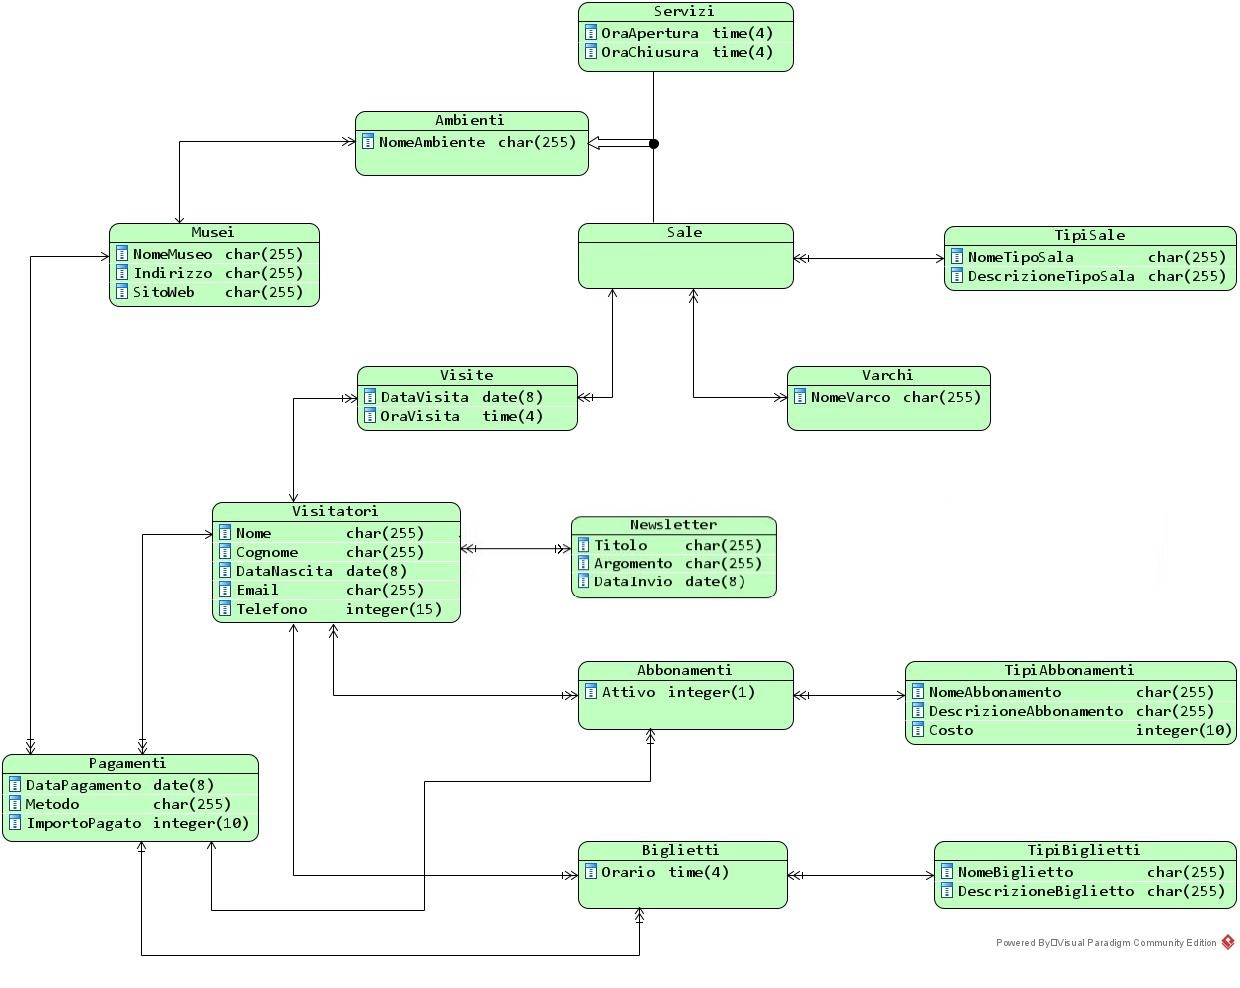 Servizi
OraApertura time(4)
OraChiusura time(4)
Ambienti
NomeAmbiente char(255)
Musei
NomeMuseo char(255)
Indirizzo char(255)
SitoWeb char(255)
Sale
TipiSale
NomeTipoSala char(255)
DescrizioneTipoSala char(255)
Visite
DataVisita date(8)
OraVisita time(4)
Varchi
NomeVarco char(255)
Visitatori
Nome char(255)
Cognome char(255)
DataNascita date(8)
Email char(255)
Telefono integer(15)
Newsletter
Titolo char(255)
Argomento char(255)
DataInvio date(8)
Abbonamenti
Attivo integer(1)
TipiAbbonamenti
NomeAbbonamento char(255)
DescrizioneAbbonamento char(255)
Costo integer(10)
Pagamenti
DataPagamento date(8)
Metodo char(255)
ImportoPagato integer(10)
Biglietti
Orario time(4)
TipiBiglietti
NomeBiglietto char(255)
DescrizioneBiglietto char(255)
Powered By□Visual Paradigm Community Edition